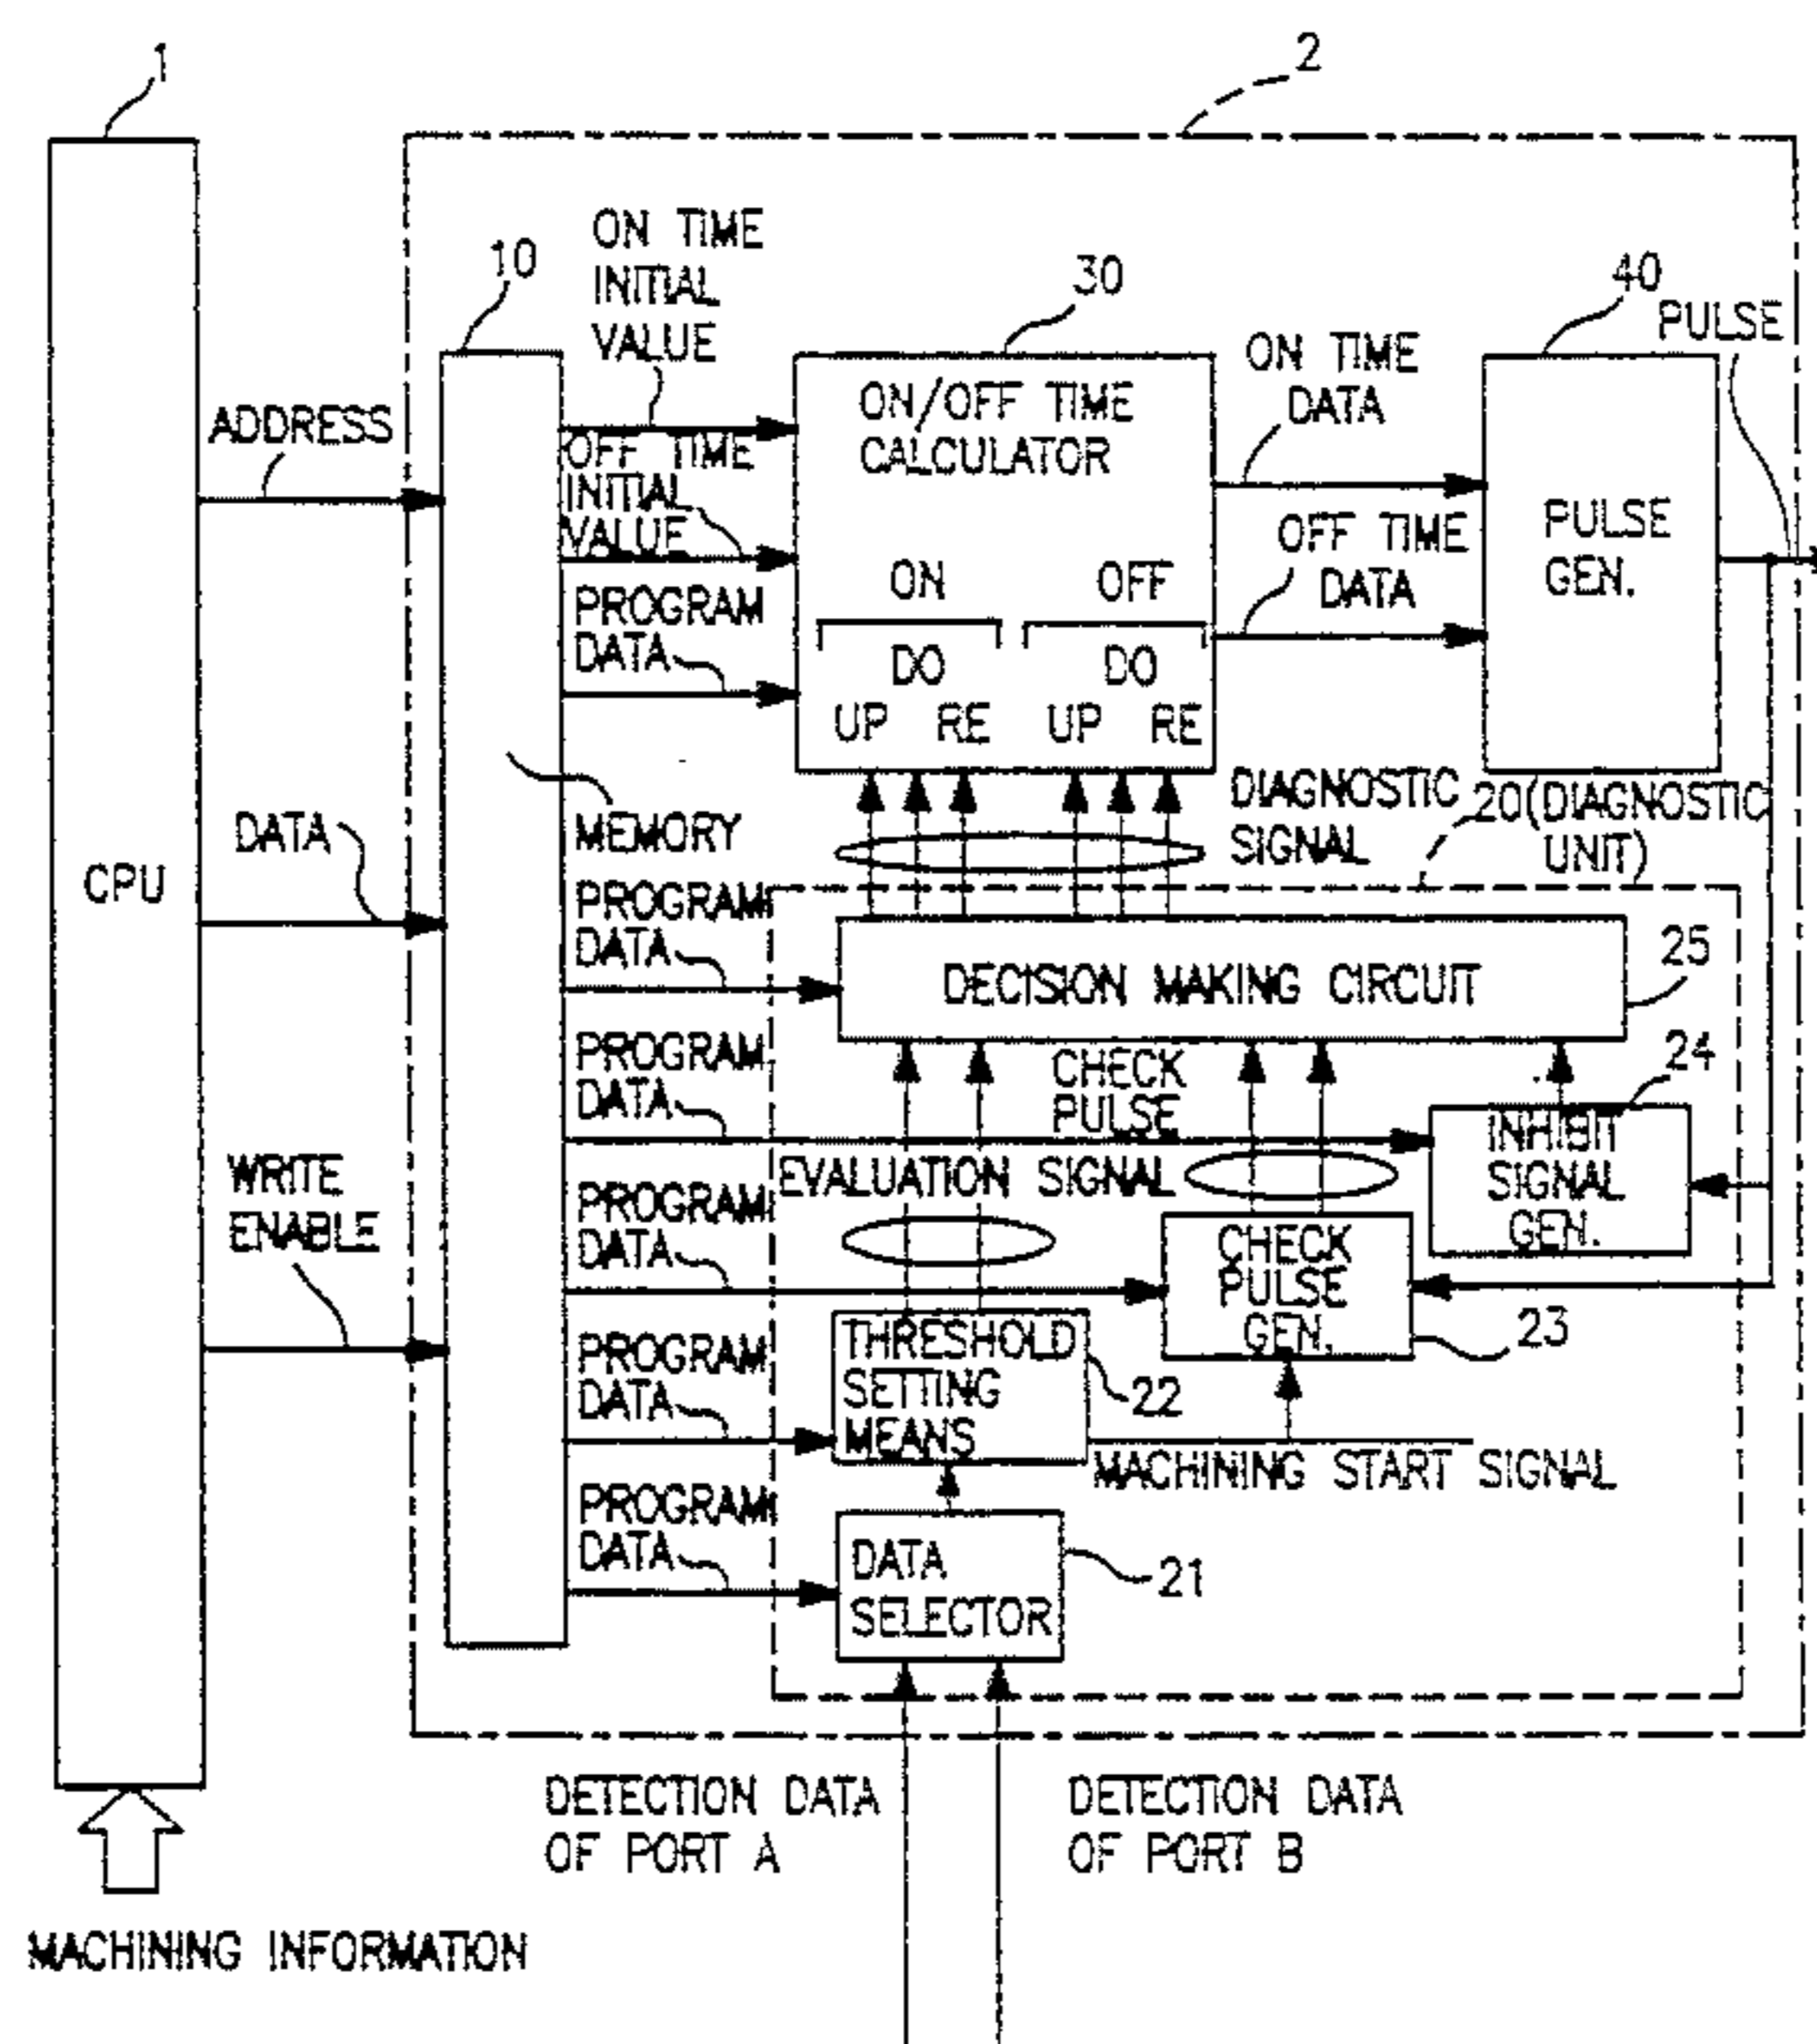 1
2
ON TIME
INITIAL
VALUE
10
30
40
PULSE
ADDRESS
OFF TIME
INITIAL
VALUE
ON/OFF TIME
CALCULATOR
ON TIME
DATA
PULSE
GEN.
OFF TIME
DATA
ON
OFF
PROGRAM
DATA
DO
DO
UP
RE
UP
RE
DIAGNOSTIC
SIGNAL
20(DIAGNOSTIC
UNIT)
MEMORY
DATA
CPU
PROGRAM
DATA
DECISION MAKING CIRCUIT
25
PROGRAM
DATA
CHECK
PULSE
24
INHIBIT
SIGNAL
GEN.
WRITE
ENABLE
EVALUATION SIGNAL
PROGRAM
DATA
CHECK
PULSE
GEN.
23
THRESHOLD
SETTING
MEANS
22
PROGRAM
DATA
MACHINING START SIGNAL
PROGRAM
DATA
DATA
SELECTOR
21
DETECTION DATA
OF PORT A
DETECTION DATA
OF PORT B
MACHINING INFORMATION